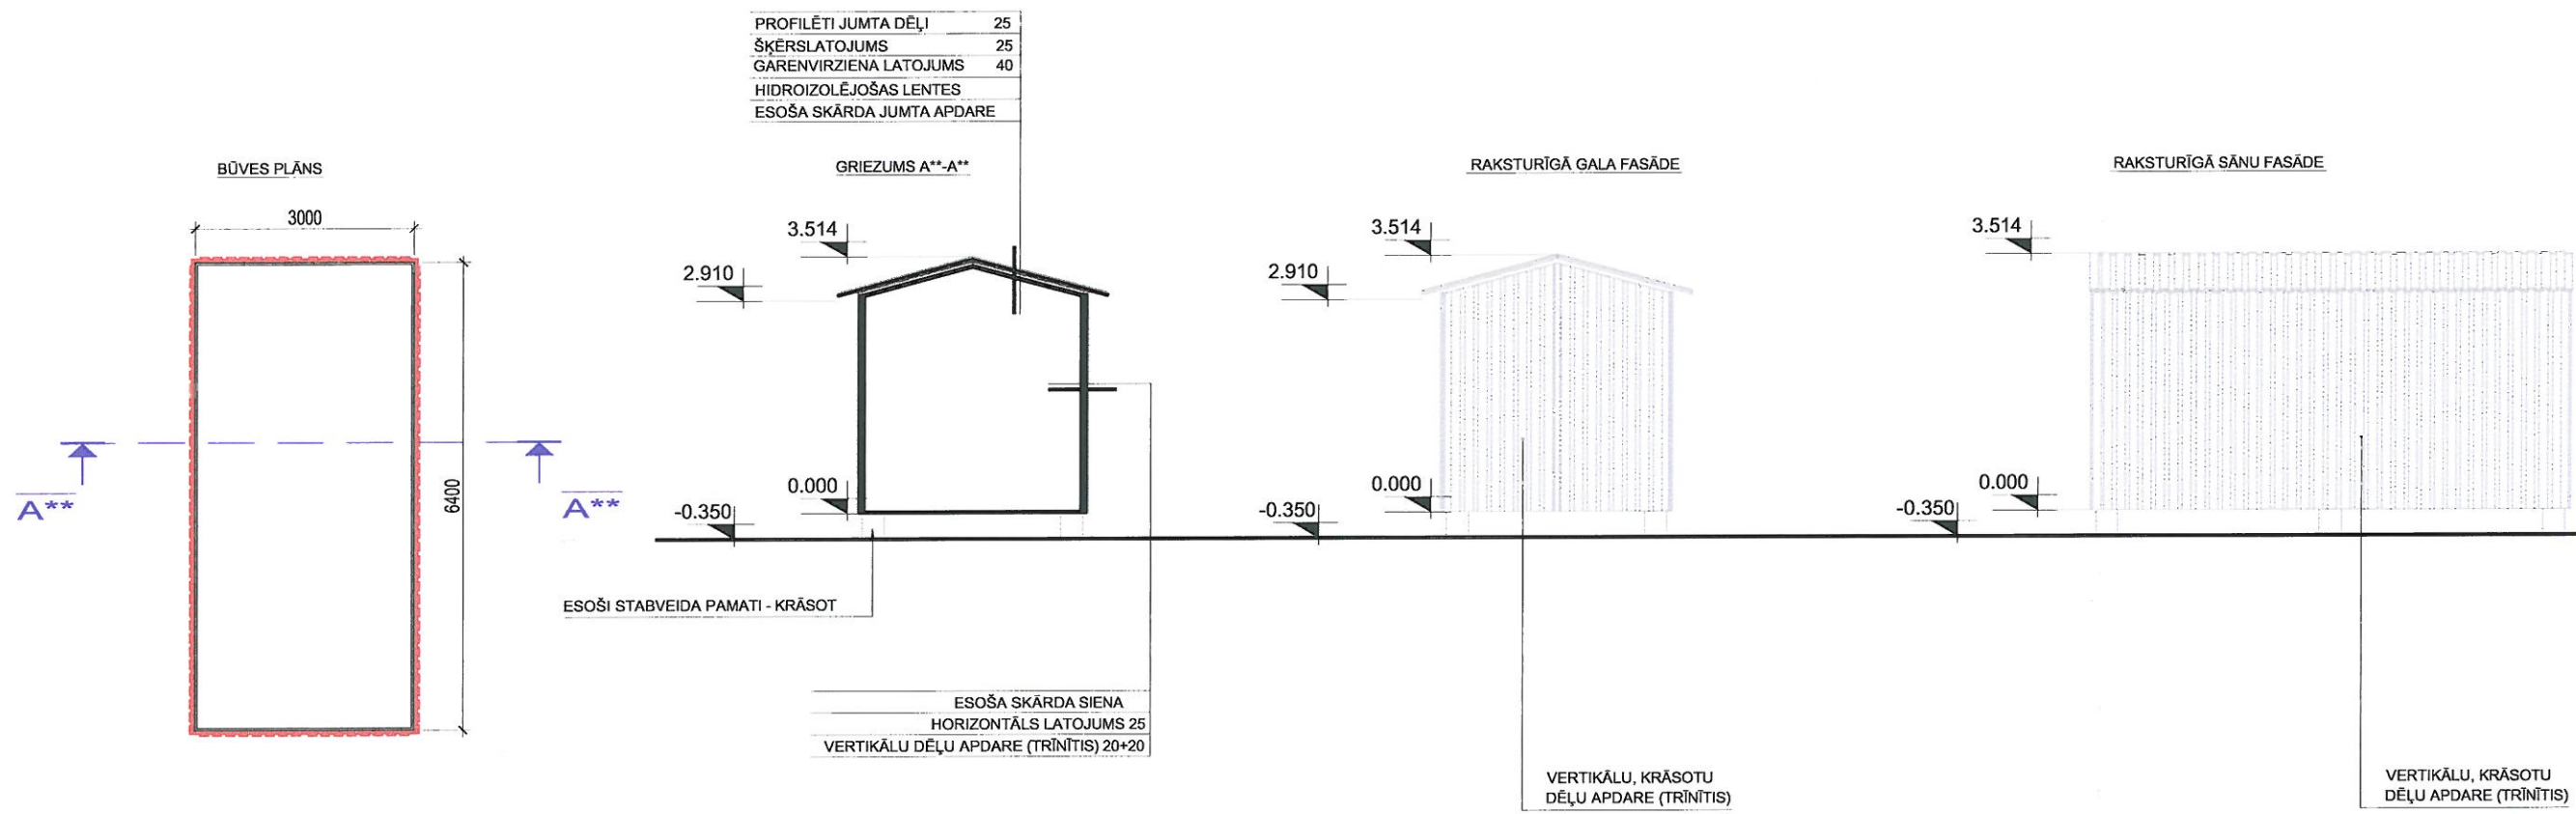 PROFILĒTI JUMTA DĒĻI 25
ŠĶĒRSLATOJUMS 25
GARENVIRZIENA LATOJUMS 40
HIDROIZOLĒJOŠAS LENTES
ESOŠA SKĀRDA JUMTA APDARE
BŪVES PLĀNS
3000
6400
A**
A**
GRIEZUMS A**-A**
3.514
2.910
0.000
-0.350
ESOŠI STABVEIDA PAMATI - KRĀSOT
ESOŠA SKĀRDA SIENA
HORIZONTĀLS LATOJUMS 25
VERTIKĀLU DĒĻU APDARE (TRĪNĪTIS) 20+20
RAKSTURĪGĀ GALA FASĀDE
3.514
2.910
0.000
-0.350
VERTIKĀLU, KRĀSOTU
DĒĻU APDARE (TRĪNĪTIS)
RAKSTURĪGĀ SĀNU FASĀDE
3.514
0.000
-0.350
VERTIKĀLU, KRĀSOTU
DĒĻU APDARE (TRĪNĪTIS)